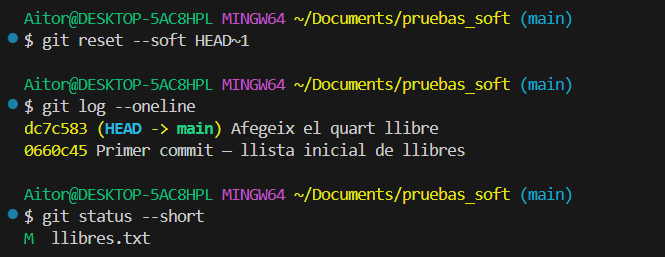 Aitor@DESKTOP-5AC8HPL MINGW64 ~/Documents/pruebas_soft (main)
$ git reset --soft HEAD~1
Aitor@DESKTOP-5AC8HPL MINGW64 ~/Documents/pruebas_soft (main)
$ git log --oneline
dc7c583 (HEAD -> main) Afegeix el quart llibre
0660c45 Primer commit — llista inicial de llibres
Aitor@DESKTOP-5AC8HPL MINGW64 ~/Documents/pruebas_soft (main)
$ git status --short
M  llibres.txt